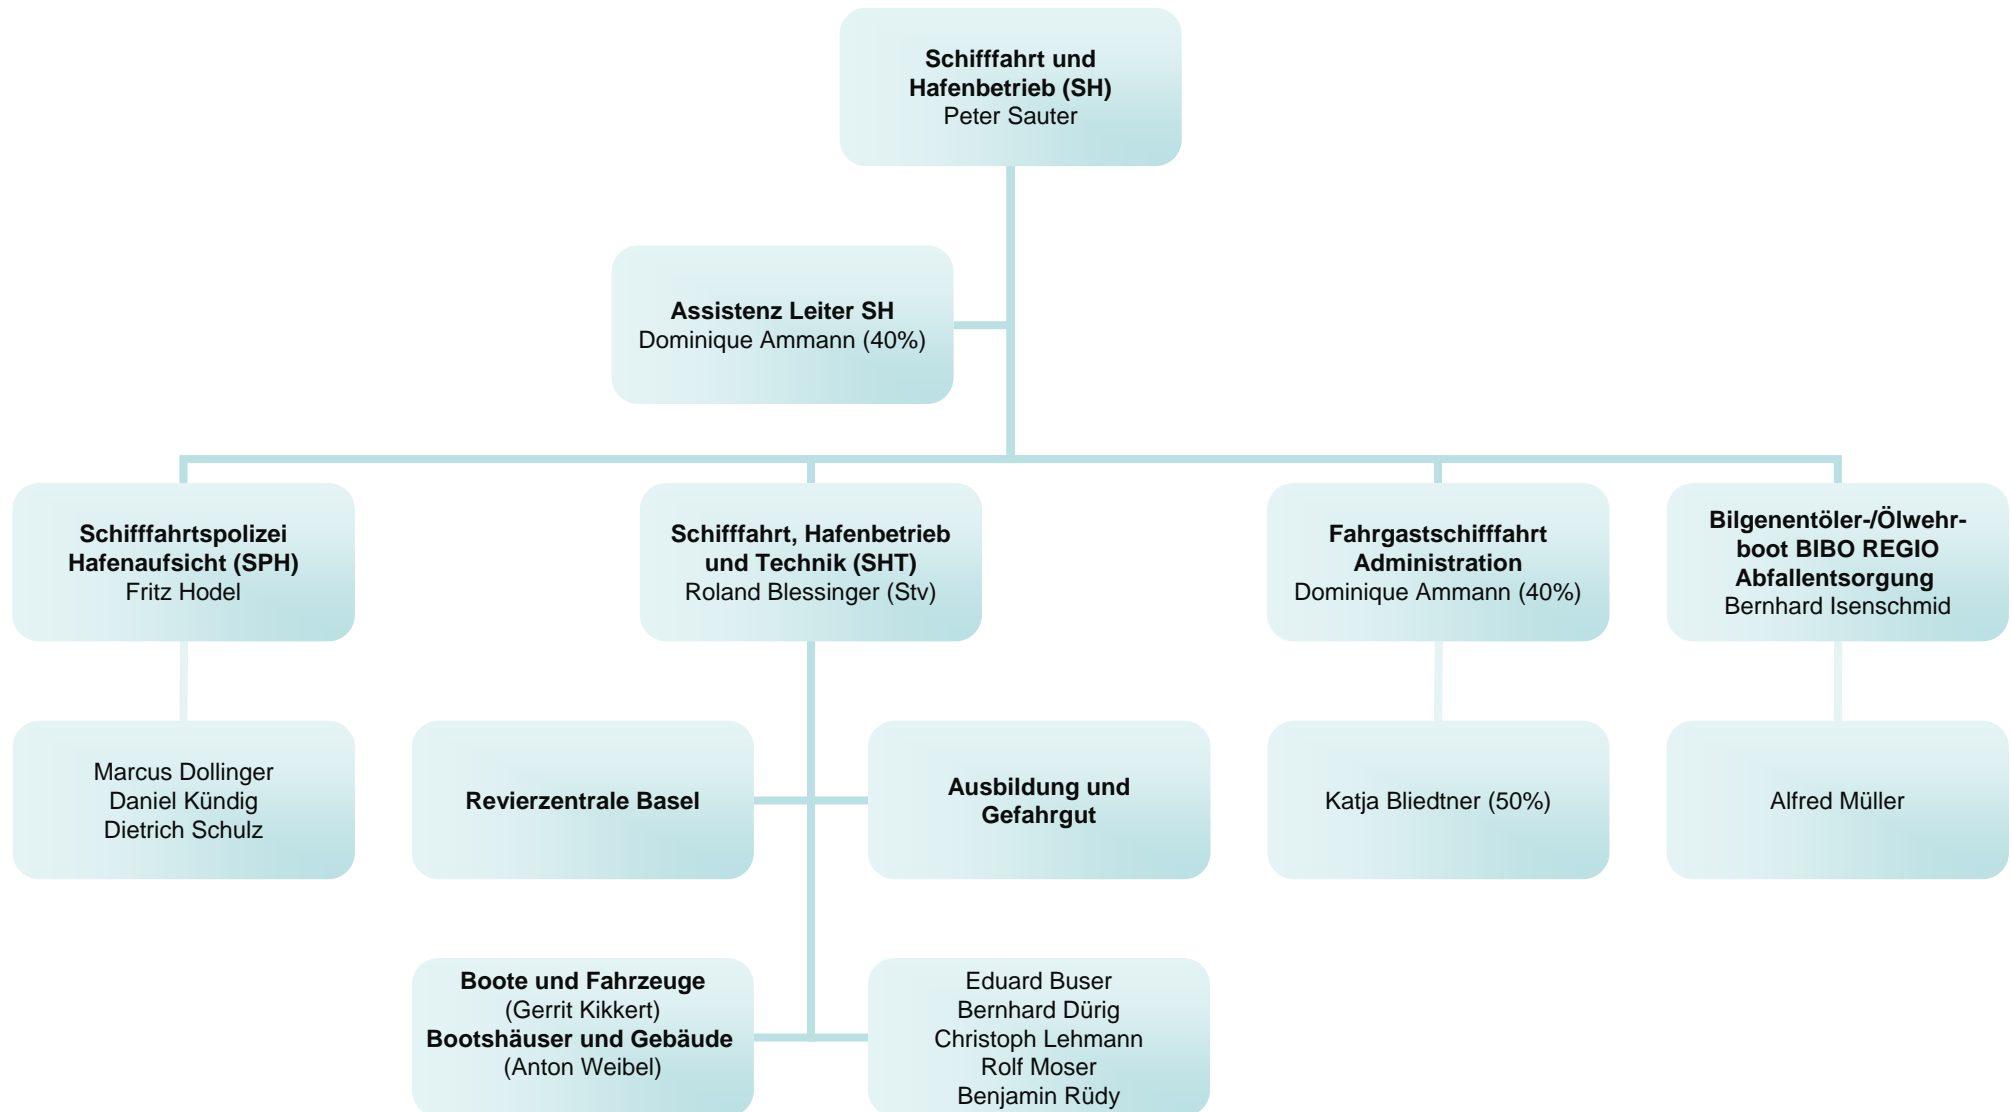 Schifffahrt und
Hafenbetrieb (SH)
Peter Sauter
Assistenz Leiter SH
Dominique Ammann (40%)
Schifffahrtspolizei
Hafenaufsicht (SPH)
Fritz Hodel
Schifffahrt, Hafenbetrieb
und Technik (SHT)
Roland Blessinger (Stv)
Fahrgastschifffahrt
Administration
Dominique Ammann (40%)
Bilgenentöler-/Ölwehr-
boot BIBO REGIO
Abfallentsorgung
Bernhard Isenschmid
Marcus Dollinger
Daniel Kündig
Dietrich Schulz
Revierzentrale Basel
Ausbildung und
Gefahrgut
Katja Bliedtner (50%)
Alfred Müller
Boote und Fahrzeuge
(Gerrit Kikkert)
Bootshäuser und Gebäude
(Anton Weibel)
Eduard Buser
Bernhard Dürig
Christoph Lehmann
Rolf Moser
Benjamin Rüdy